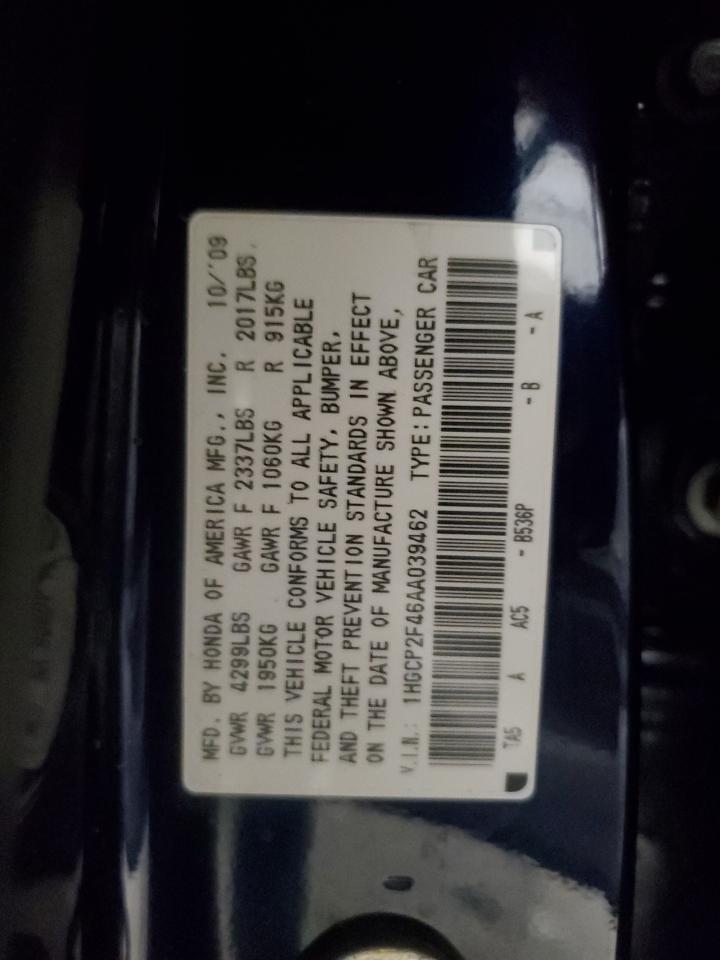 MFD. BY HONDA OF AMERICA MFG., INC. 10/'09
GVWR 4299LBS GAWR F 2337LBS R 2017LBS.
GVWR 1950KG GAWR F 1060KG R 915KG
THIS VEHICLE CONFORMS TO ALL APPLICABLE
FEDERAL MOTOR VEHICLE SAFETY, BUMPER,
AND THEFT PREVENTION STANDARDS IN EFFECT
ON THE DATE OF MANUFACTURE SHOWN ABOVE,
V.I.N.: 1HGCP2F46AA039462 TYPE:PASSENGER CAR
TA5 A AC5 - B536P - B - A